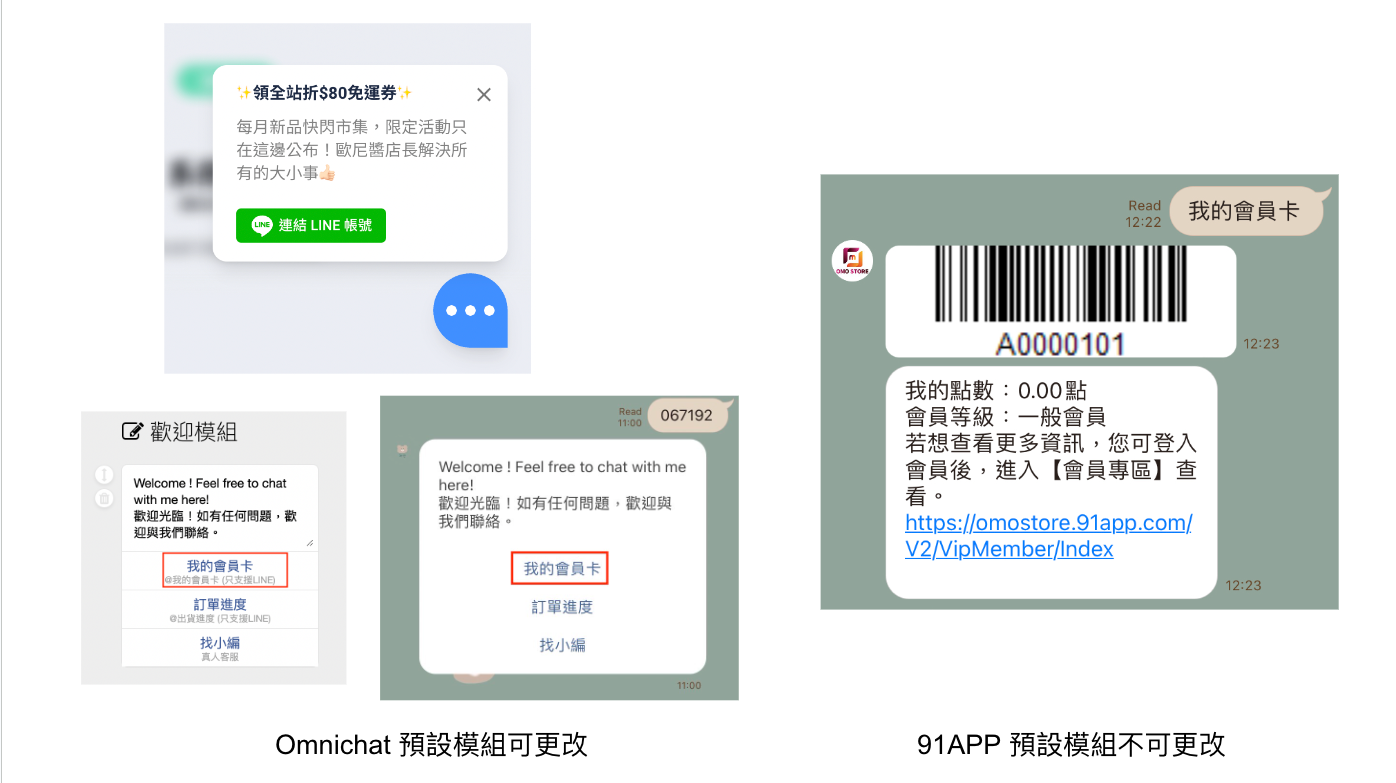 ✨領全站折$80免運券✨
每月新品快閃市集，限定活動只
在這邊公布！歐尼醬店長解決所
有的大小事👍🏻
LINE 連結 LINE 帳號
歡迎模組
Welcome ! Feel free to chat
with me here!
歡迎光臨！如有任何問題，歡
迎與我們聯絡。
我的會員卡
@我的會員卡 (只支援LINE)
訂單進度
@出貨進度 (只支援LINE)
找小編
真人客服
Read
11:00
067192
Welcome ! Feel free to chat with me
here!
歡迎光臨！如有任何問題，歡迎與
我們聯絡。
我的會員卡
訂單進度
找小編
11:00
Omnichat 預設模組可更改
Read
12:22
我的會員卡
OMO STORE
A0000101
12:23
我的點數：0.00點
會員等級：一般會員
若想查看更多資訊，您可登入
會員後，進入【會員專區】查
看。
https://omostore.91app.com/
V2/VipMember/Index
12:23
91APP 預設模組不可更改